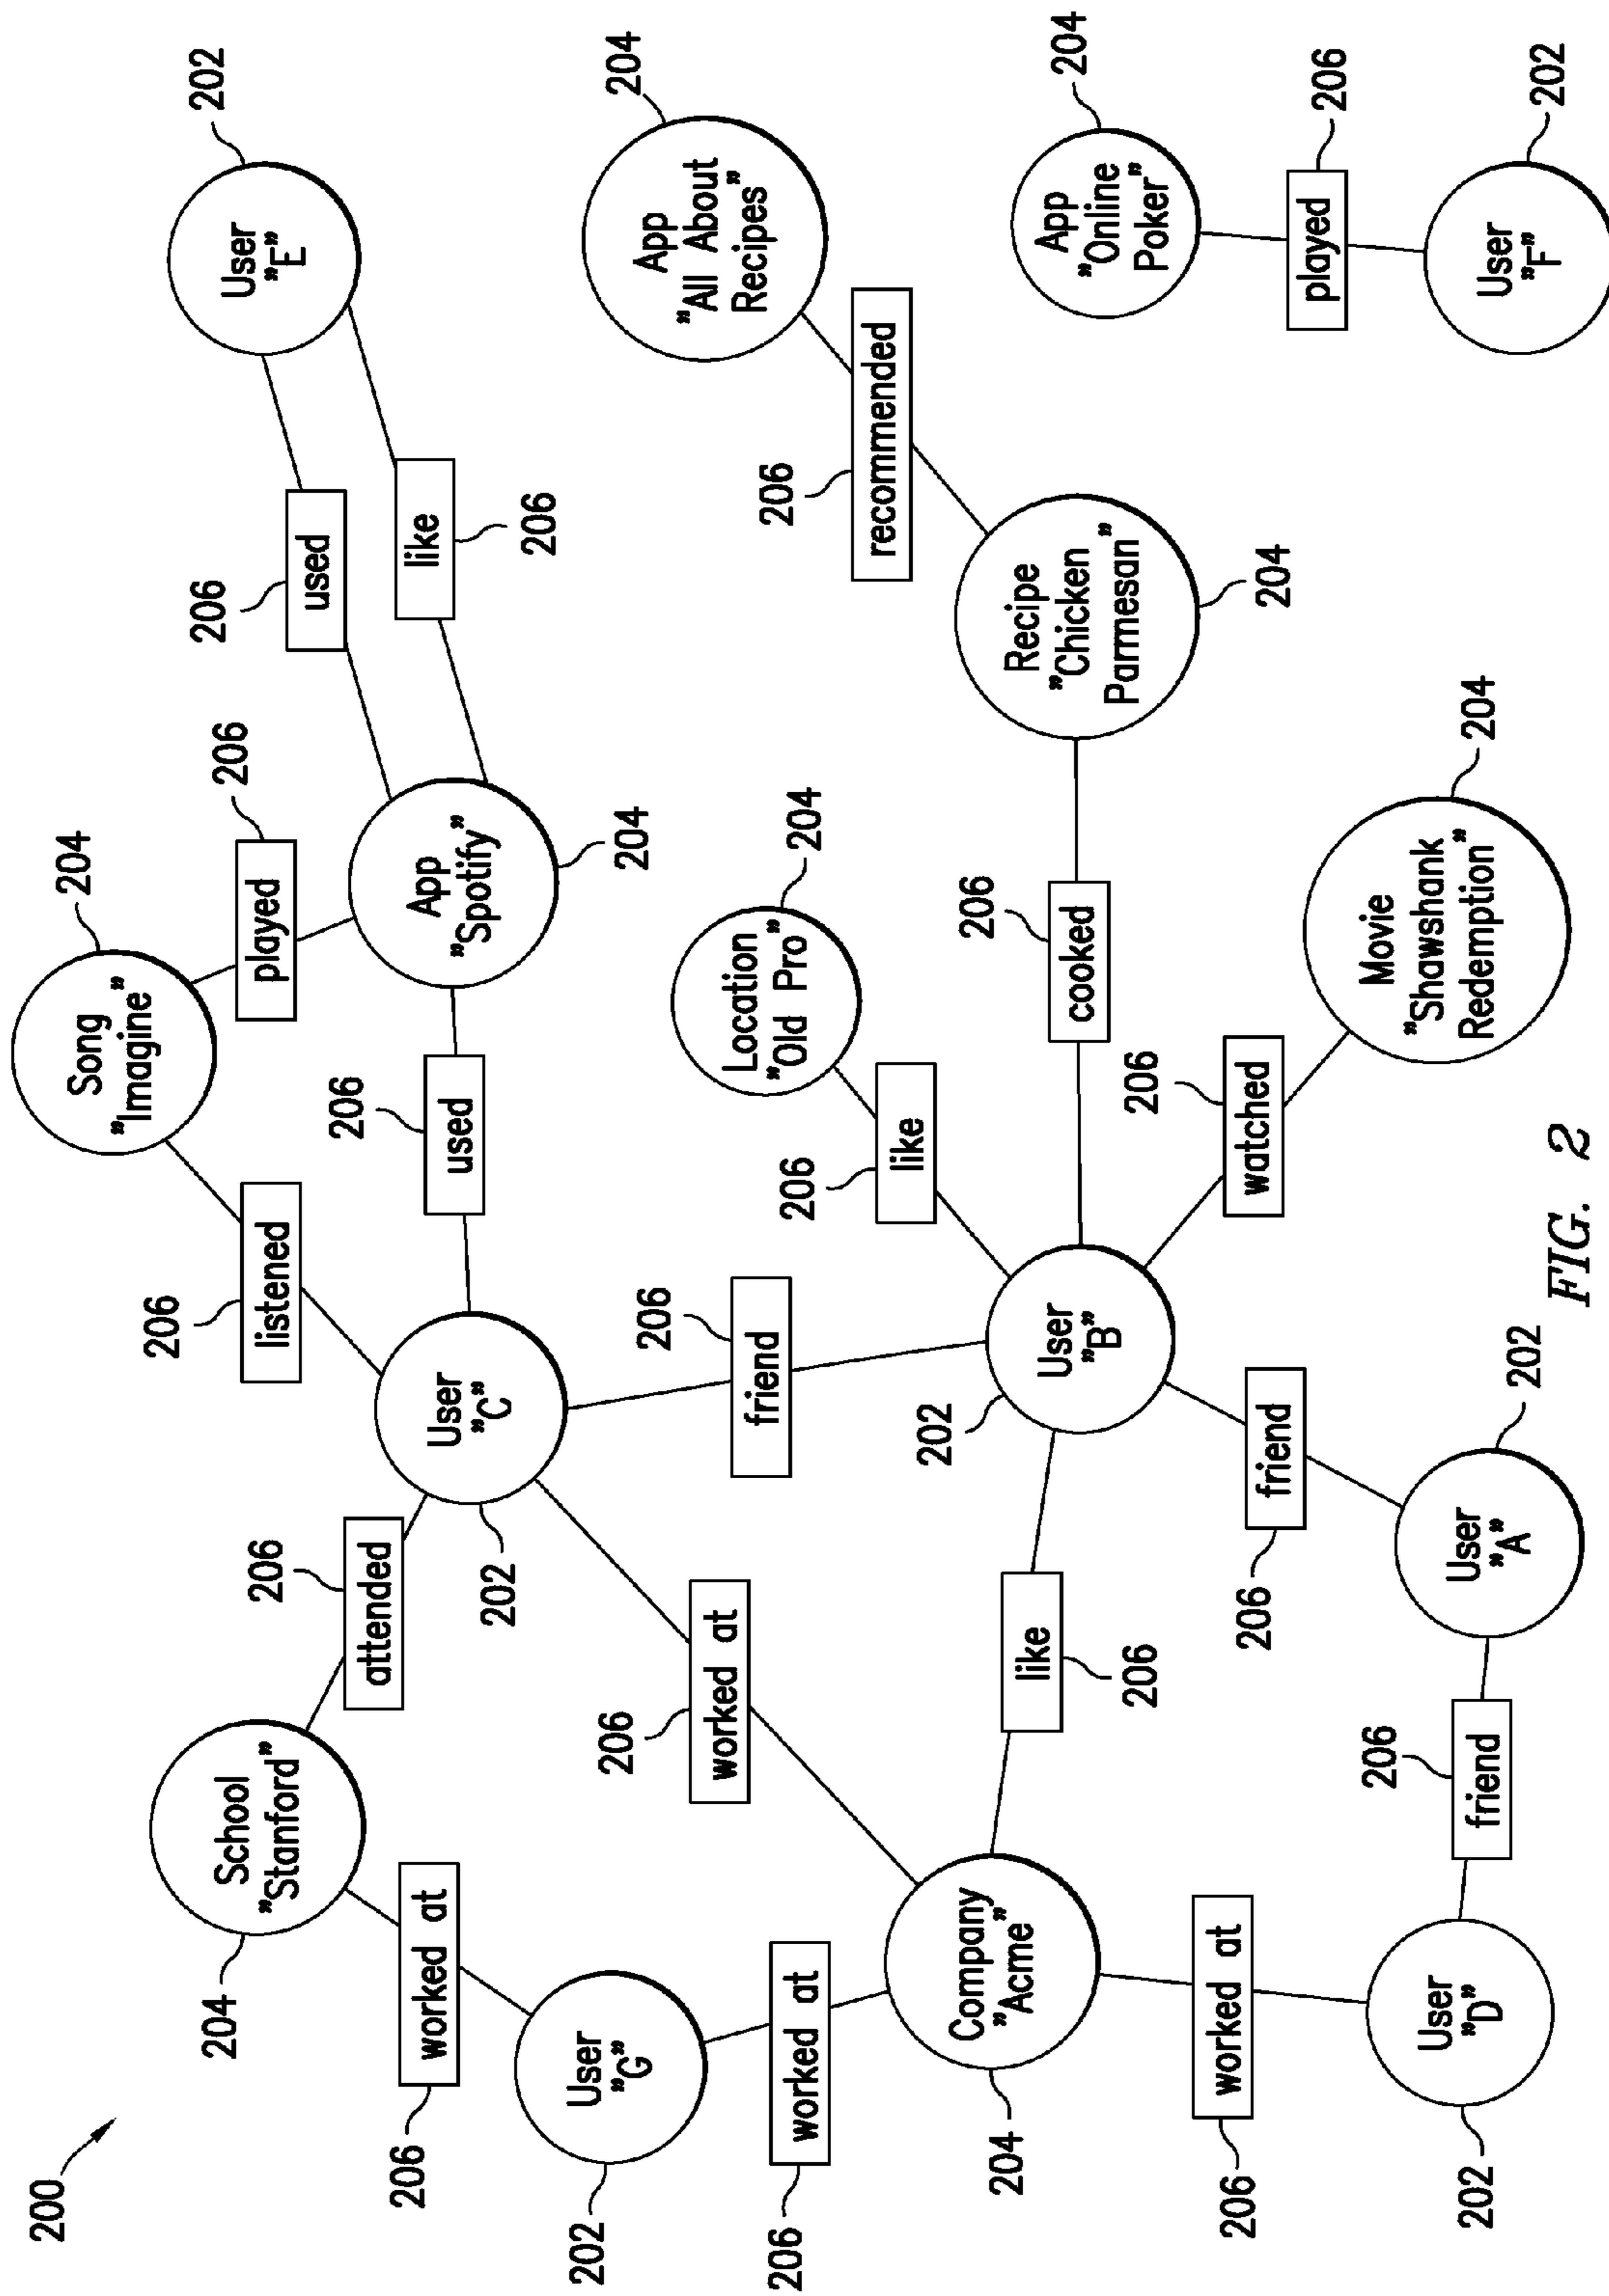 200
204
School
”Stanford”
206
attended
206
listened
Song
”Imagine”
204
played
206
206
used
User
”E”
202
206
worked at
like
206
202
User
”G”
User
”C”
202
206
used
App
”Spotify”
204
206
worked at
206
worked at
206
friend
206
like
Location
”Old Pro”
204
206
recommended
App
”All About
Recipes”
204
204
Company
”Acme”
like
206
202
User
”B”
206
cooked
Recipe
”Chicken
Parmesan”
204
App
”Online
Poker”
204
206
worked at
206
friend
206
watched
played
206
202
User
”D”
206
friend
User
”A”
202
Movie
”Shawshank
Redemption”
204
User
”F”
202
FIG. 2